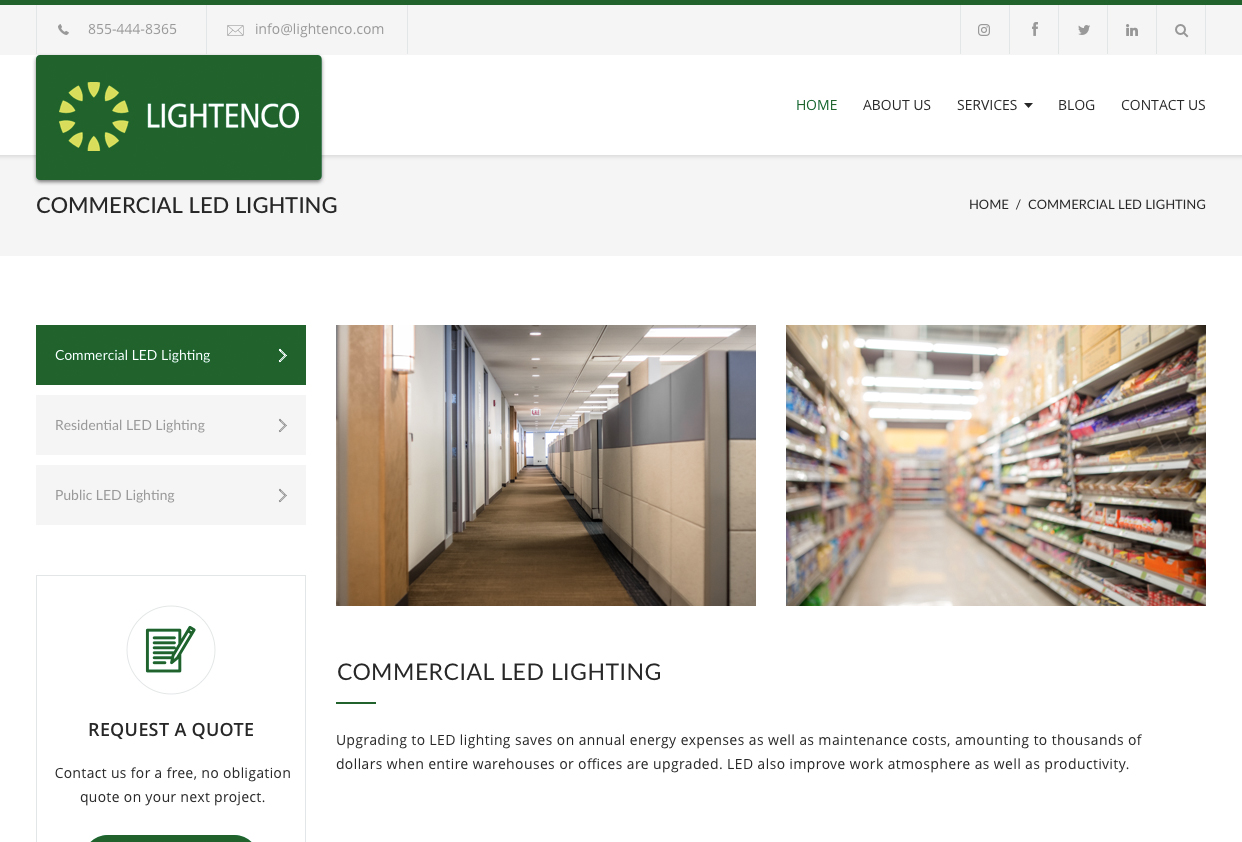 855-444-8365
info@lightenco.com
LIGHTENCO
HOME
ABOUT US
SERVICES
BLOG
CONTACT US
COMMERCIAL LED LIGHTING
HOME / COMMERCIAL LED LIGHTING
Commercial LED Lighting
Residential LED Lighting
Public LED Lighting
REQUEST A QUOTE
Contact us for a free, no obligation
quote on your next project.
COMMERCIAL LED LIGHTING
Upgrading to LED lighting saves on annual energy expenses as well as maintenance costs, amounting to thousands of
dollars when entire warehouses or offices are upgraded. LED also improve work atmosphere as well as productivity.